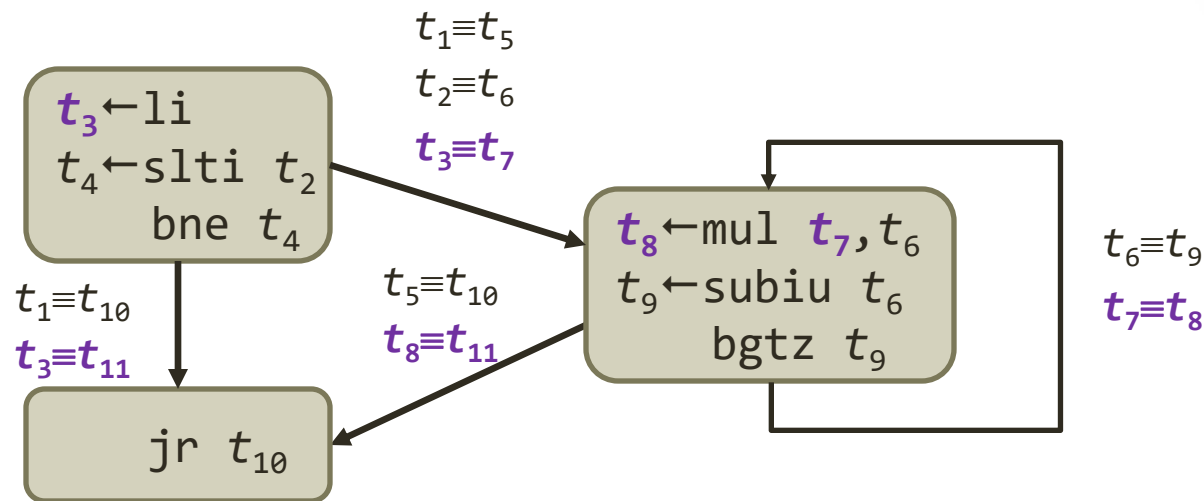 t₁≡t₅
t₂≡t₆
t₃≡t₇
t₃←li
t₄←slti t₂
bne t₄
t₈←mul t₇,t₆
t₉←subiu t₆
bgtz t₉
t₆≡t₉
t₇≡t₈
t₁≡t₁₀
t₃≡t₁₁
t₅≡t₁₀
t₈≡t₁₁
jr t₁₀